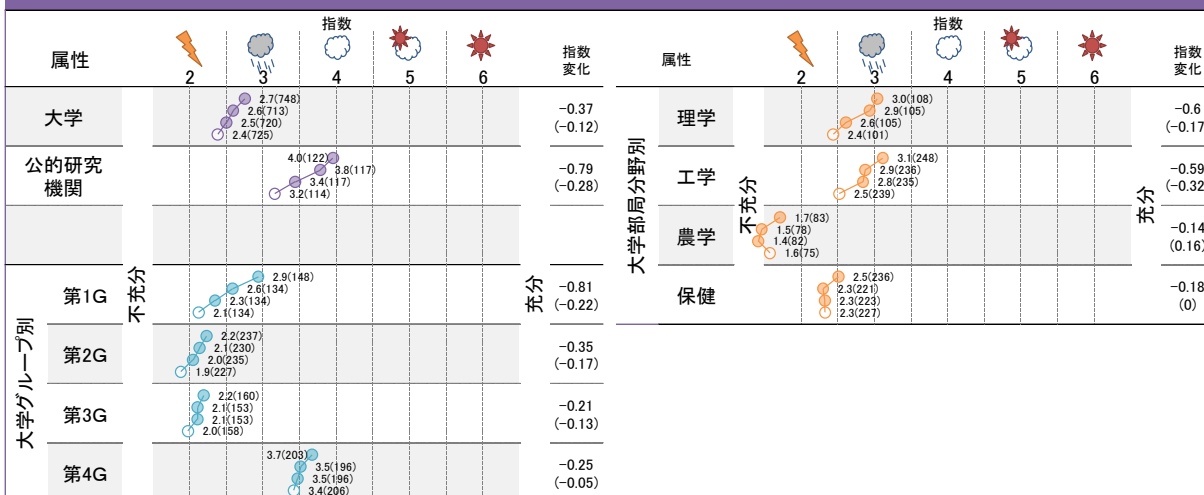 属性
指数
2 3 4 5 6
指数
変化
不充分
充分
大学
2.7(748)
2.6(713)
2.5(720)
2.4(725)
-0.37
(-0.12)
公的研究
機関
4.0(122)
3.8(117)
3.4(117)
3.2(114)
-0.79
(-0.28)
大学グループ別
第1G
2.9(148)
2.6(134)
2.3(134)
2.1(134)
-0.81
(-0.22)
第2G
2.2(237)
2.1(230)
2.0(235)
1.9(227)
-0.35
(-0.17)
第3G
2.2(160)
2.1(153)
2.1(153)
2.0(158)
-0.21
(-0.13)
第4G
3.7(203)
3.5(196)
3.5(196)
3.4(206)
-0.25
(-0.05)
属性
指数
2 3 4 5 6
指数
変化
大学部局分野別
不充分
充分
理学
3.0(108)
2.9(105)
2.6(105)
2.4(101)
-0.6
(-0.17
工学
3.1(248)
2.9(236)
2.8(235)
2.5(239)
-0.59
(-0.32
農学
1.7(83)
1.5(78)
1.4(82)
1.6(75)
-0.14
(0.16)
保健
2.5(236)
2.3(221)
2.3(223)
2.3(227)
-0.18
(0)